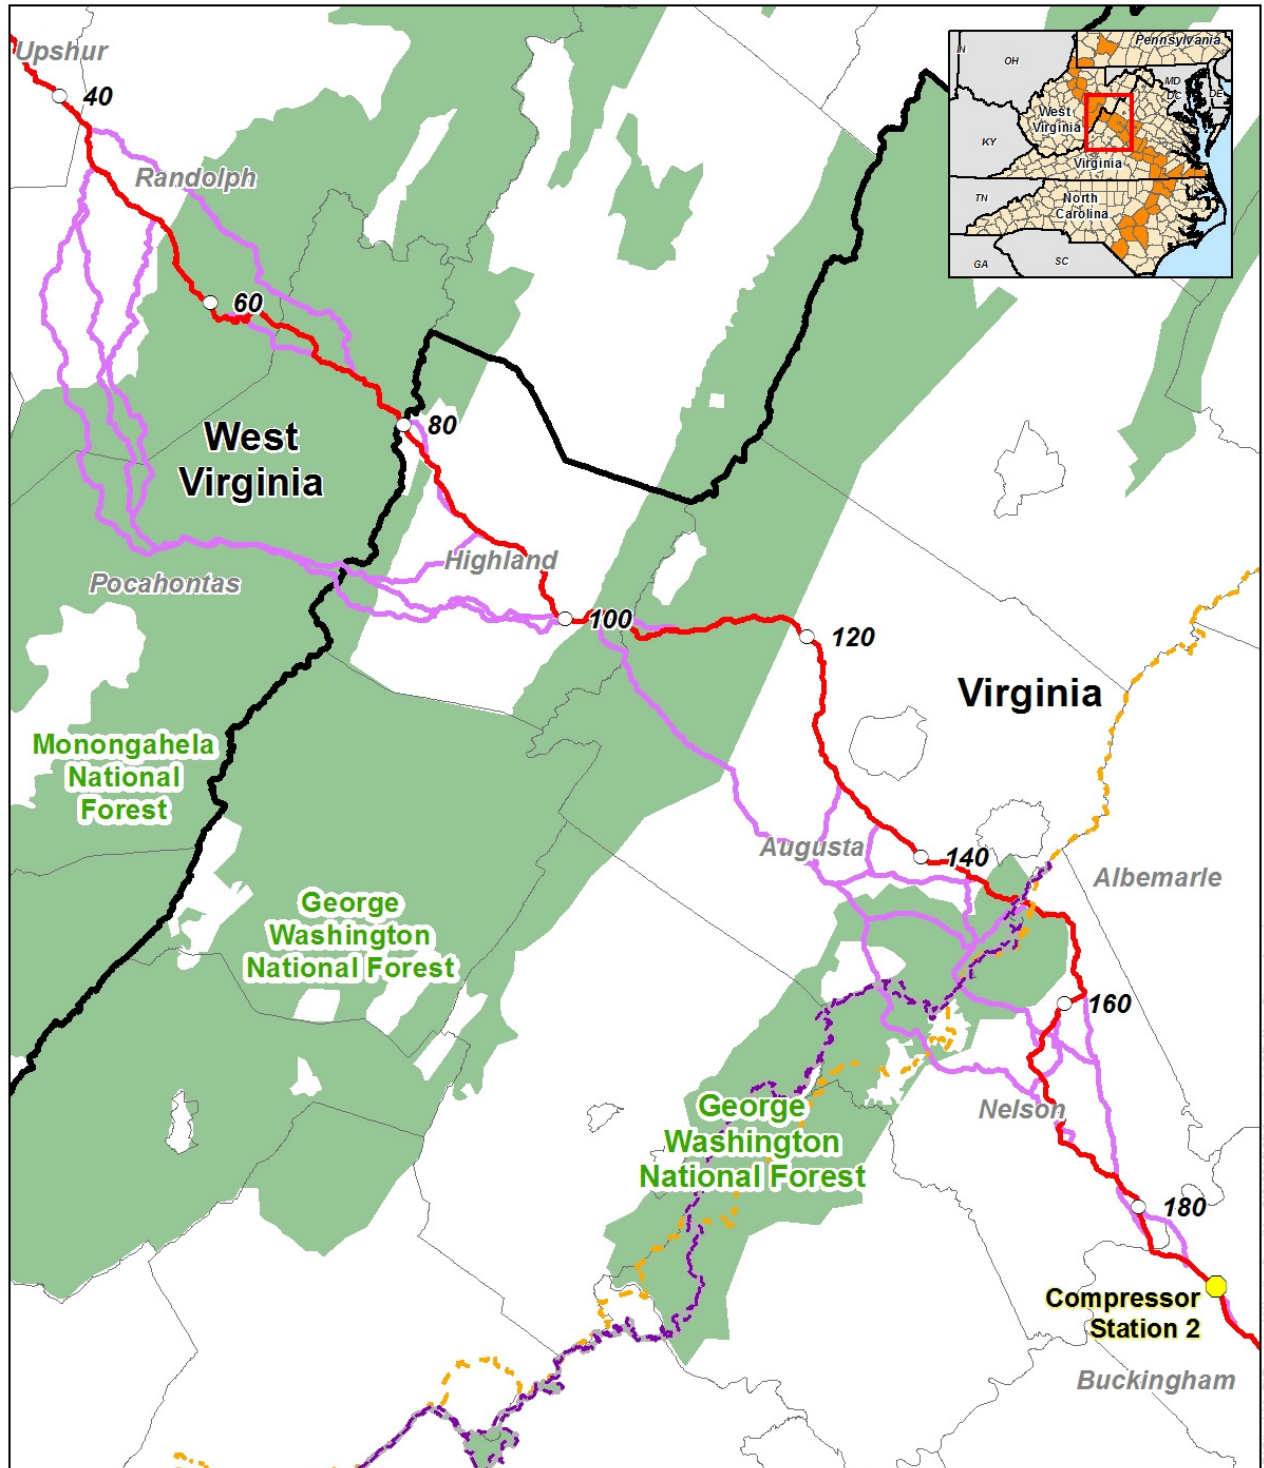 Upshur
40
Pennsylvania
IN
OH
MD
DC
DE
West
Virginia
KY
Virginia
TN
North
Carolina
SC
GA
Randolph
60
80
West
Virginia
Highland
Pocahontas
100
120
Virginia
Monongahela
National
Forest
Augusta
140
Albemarle
George
Washington
National Forest
160
George
Washington
National Forest
Nelson
180
Compressor
Station 2
Buckingham